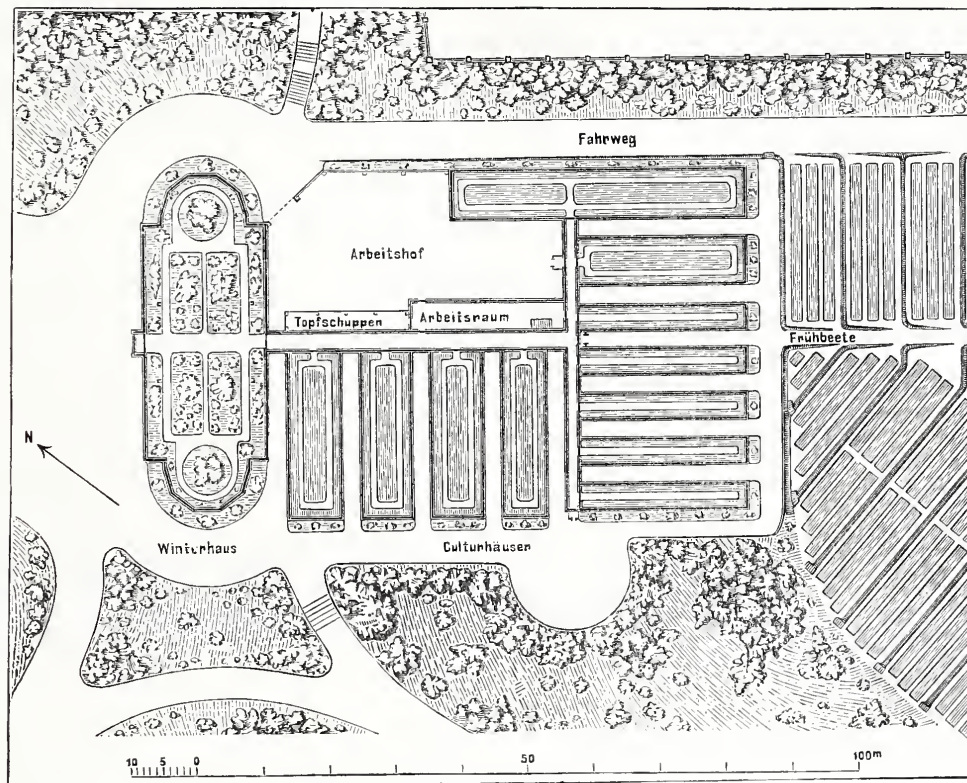 Fahrweg
Arbeitshof
Topfschuppen
Arbeitsraum
Frühbeete
N
Winterhaus
Culturhäuser
10 5 0 50 100m